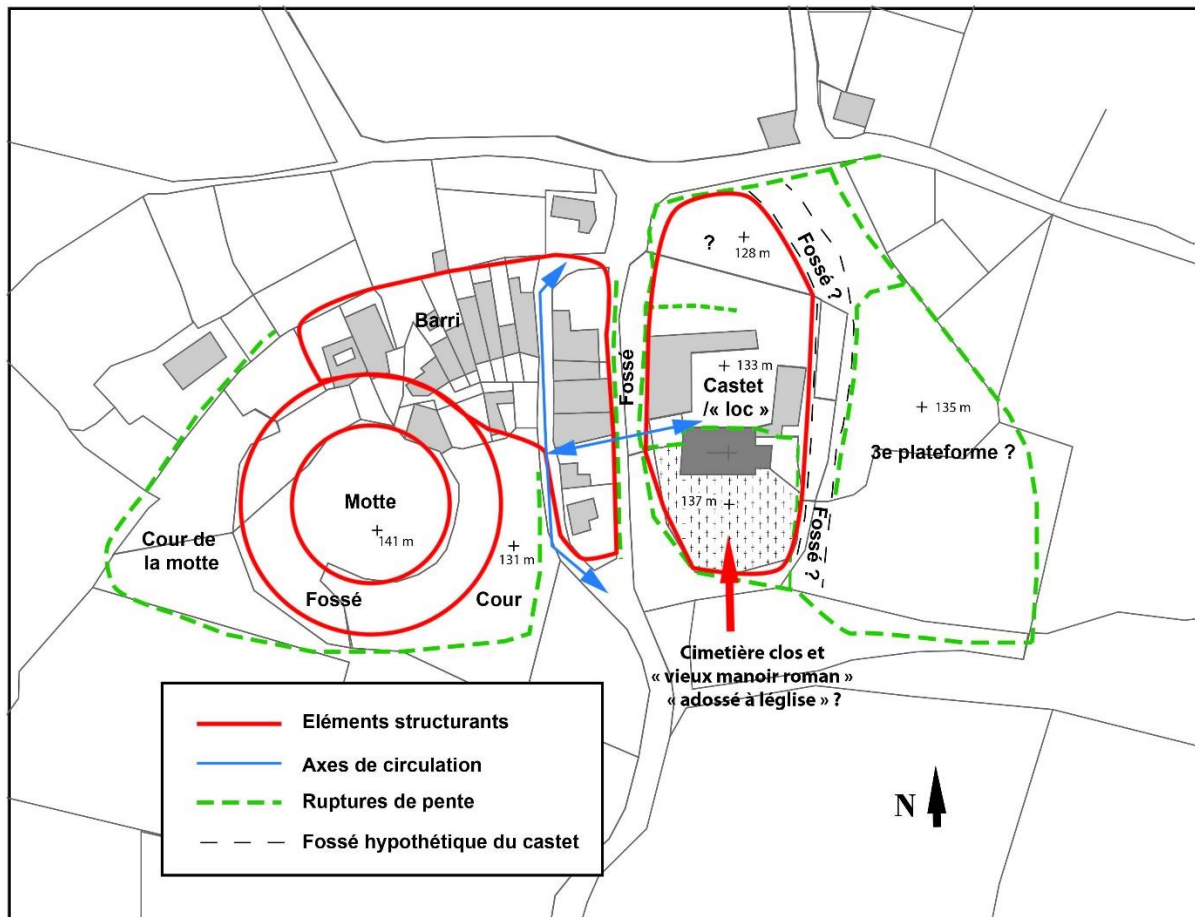 ?
128 m
Fossé ?
Barri
Fossé
133 m
Castet
/« loc »
135 m
3e plateforme ?
Motte
141 m
137 m
Cour de
la motte
131 m
Fossé
Cour
Fossé ?
Cimetière clos et
« vieux manoir roman »
« adossé à léglise » ?
Eléments structurants
Axes de circulation
Ruptures de pente
Fossé hypothétique du castet
N